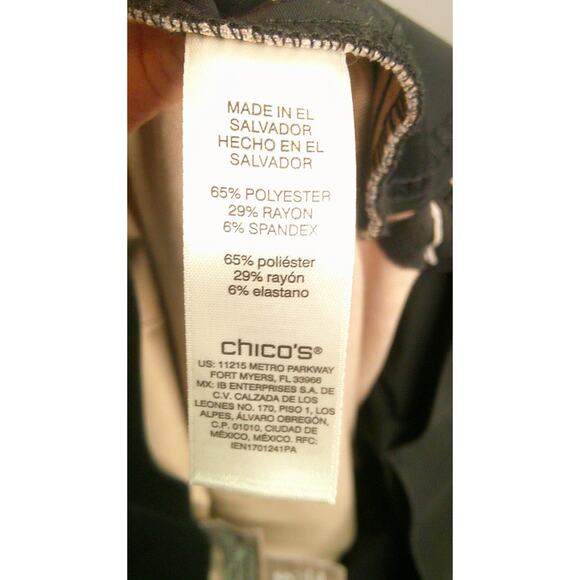 MADE IN EL
SALVADOR
HECHO EN EL
SALVADOR
65% POLYESTER
29% RAYON
6% SPANDEX
65% poliéster
29% rayón
6% elastano
chico's®
US: 11215 METRO PARKWAY
FORT MYERS, FL 33966
MX: IB ENTERPRISES S.A. DE
C.V. CALZADA DE LOS
LEONES NO. 170, PISO 1, LOS
ALPES, ÁLVARO OBREGÓN,
C.P. 01010, CIUDAD DE
MÉXICO, MÉXICO. RFC:
IEN1701241PA